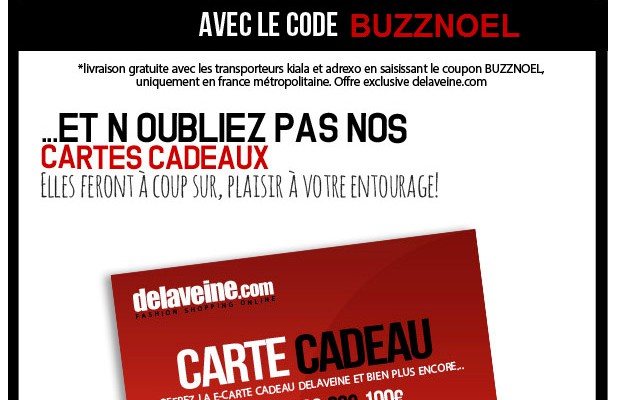 AVEC LE CODE BUZZNOEL
*livraison gratuite avec les transporteurs kiala et adrexo en saisissant le coupon BUZZNOEL,
uniquement en france métropolitaine. Offre exclusive delaveine.com
...ET N OUBLIEZ PAS NOS
CARTES CADEAUX
ELLES FERONT À COUP SUR, PLAISIR À VOTRE ENTOURAGE!
delaveine.com
FASHION SHOPPING ONLINE
CARTE CADEAU
LA E-CARTE CADEAU DELAVEINE ET BIEN PLUS ENCORE...
100€